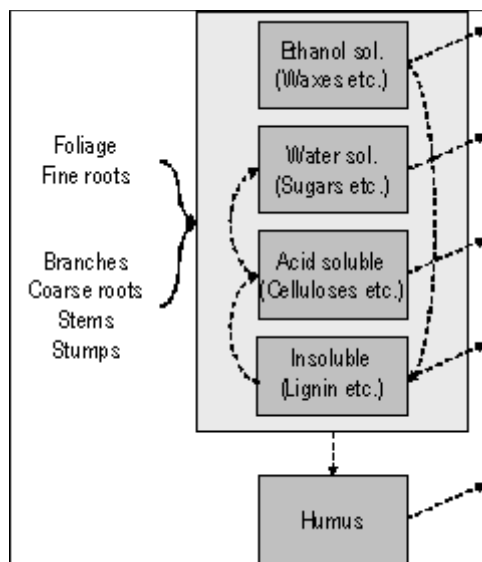 Ethanol sol.
(Waxes etc.)
Foliage
Fine roots
Water sol.
(Sugars etc.)
Branches
Coarse roots
Stems
Stumps
Acid soluble
(Celluloses etc.)
Insoluble
(Lignin etc.)
Humus